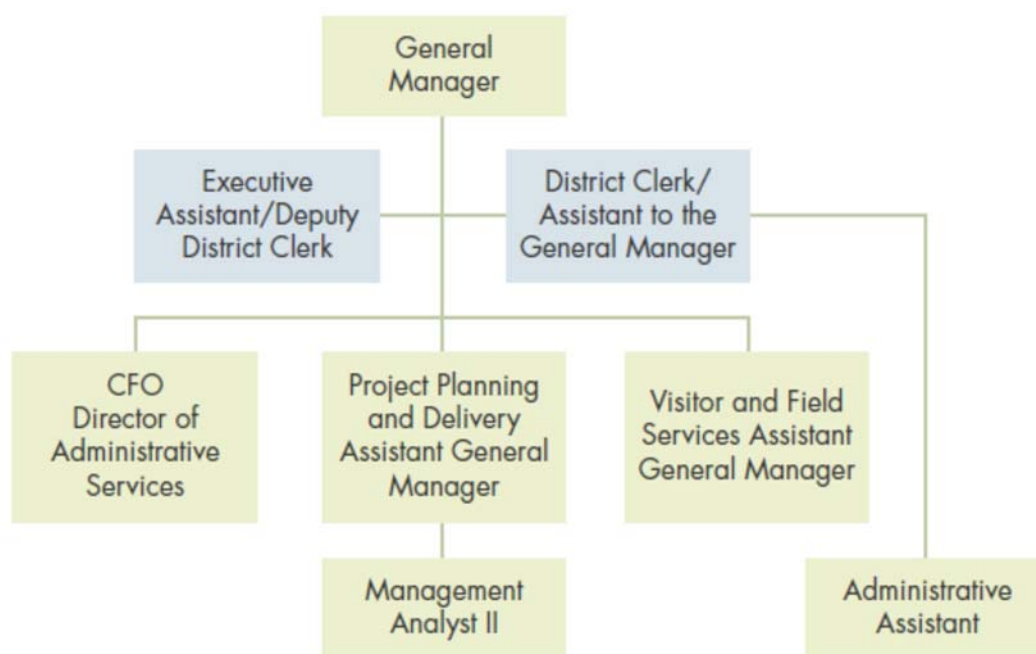 General
Manager
Executive
Assistant/Deputy
District Clerk
District Clerk/
Assistant to the
General Manager
CFO
Director of
Administrative
Services
Project Planning
and Delivery
Assistant General
Manager
Visitor and Field
Services Assistant
General Manager
Management
Analyst II
Administrative
Assistant